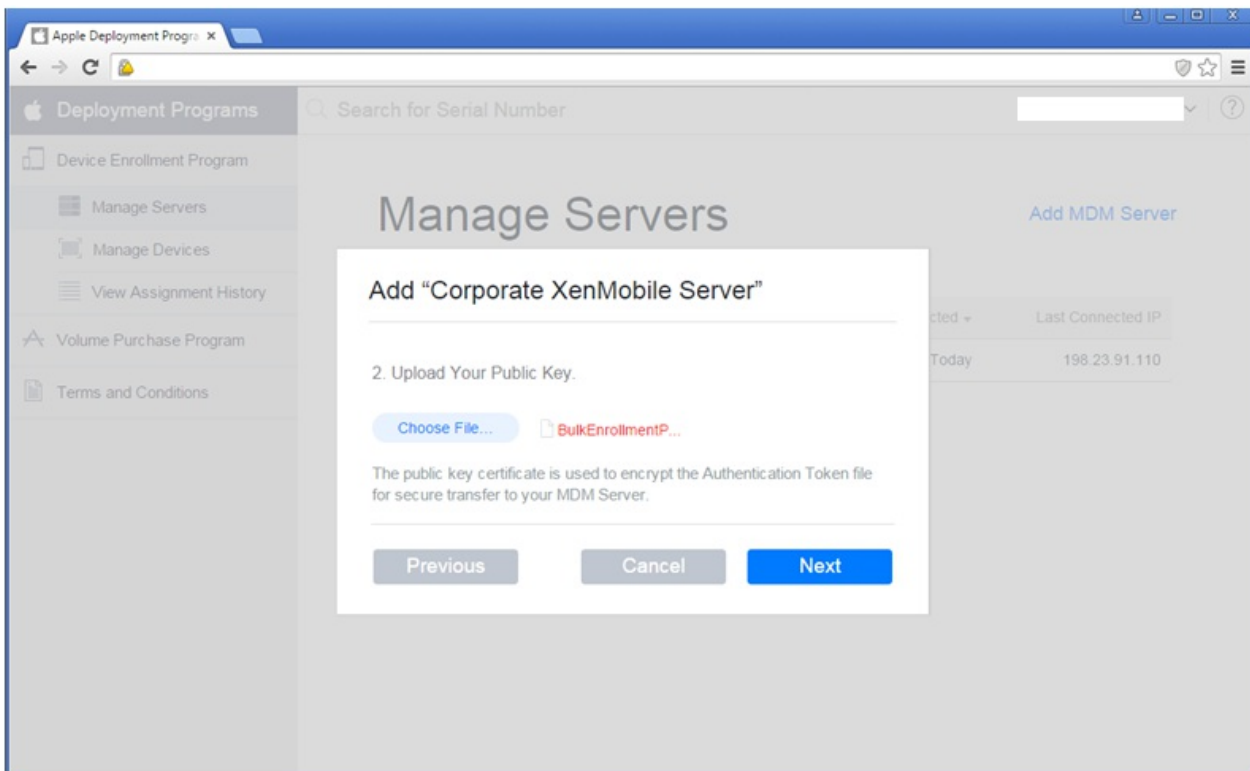 Apple Deployment Progra
Deployment Programs
Search for Serial Number
Device Enrollment Program
Manage Servers
Manage Devices
View Assignment History
Volume Purchase Program
Terms and Conditions
Manage Servers
Add MDM Server
cted
Last Connected IP
Today
198.23.91.110
Add “Corporate XenMobile Server”
2. Upload Your Public Key.
Choose File...
BulkEnrollmentP...
The public key certificate is used to encrypt the Authentication Token file
for secure transfer to your MDM Server.
Previous
Cancel
Next